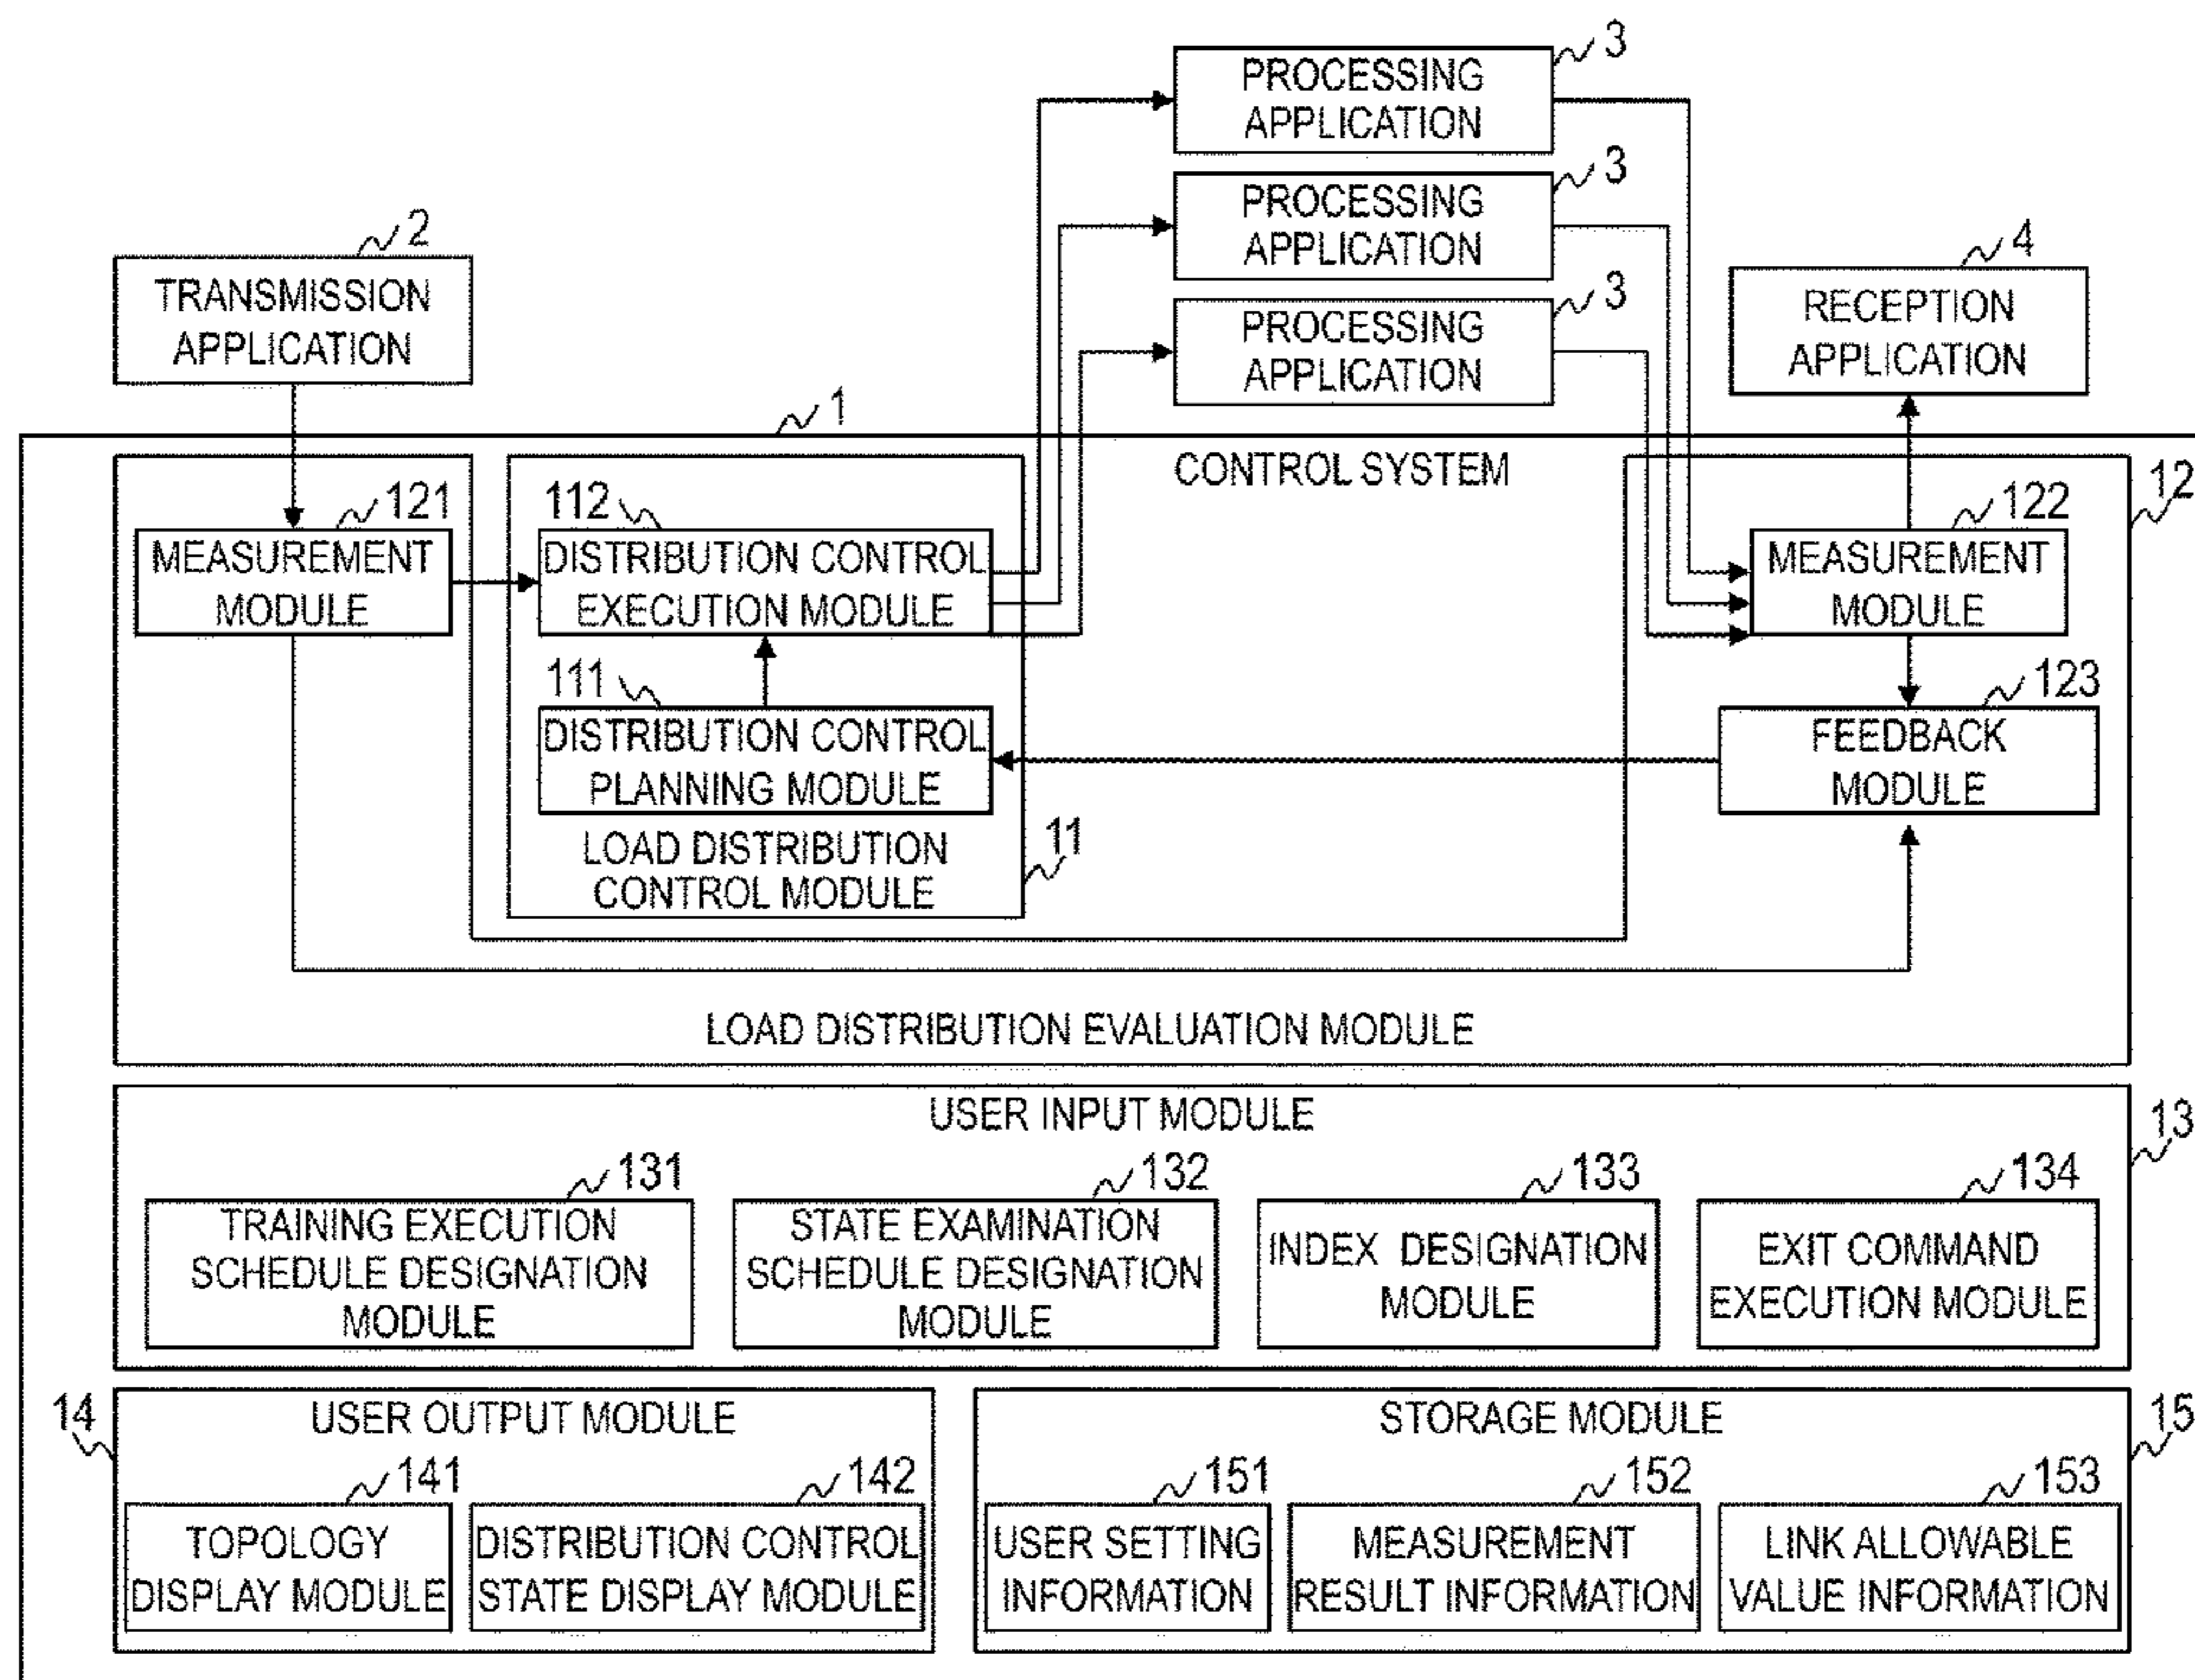 3
PROCESSING
APPLICATION
3
PROCESSING
APPLICATION
3
PROCESSING
APPLICATION
2
TRANSMISSION
APPLICATION
4
RECEPTION
APPLICATION
1
CONTROL SYSTEM
12
121
MEASUREMENT
MODULE
112
DISTRIBUTION CONTROL
EXECUTION MODULE
122
MEASUREMENT
MODULE
111
DISTRIBUTION CONTROL
PLANNING MODULE
123
FEEDBACK
MODULE
LOAD DISTRIBUTION
CONTROL MODULE
11
LOAD DISTRIBUTION EVALUATION MODULE
USER INPUT MODULE
13
131
TRAINING EXECUTION
SCHEDULE DESIGNATION
MODULE
132
STATE EXAMINATION
SCHEDULE DESIGNATION
MODULE
133
INDEX DESIGNATION
MODULE
134
EXIT COMMAND
EXECUTION MODULE
14
USER OUTPUT MODULE
141
TOPOLOGY
DISPLAY MODULE
142
DISTRIBUTION CONTROL
STATE DISPLAY MODULE
STORAGE MODULE
15
151
USER SETTING
INFORMATION
152
MEASUREMENT
RESULT INFORMATION
153
LINK ALLOWABLE
VALUE INFORMATION